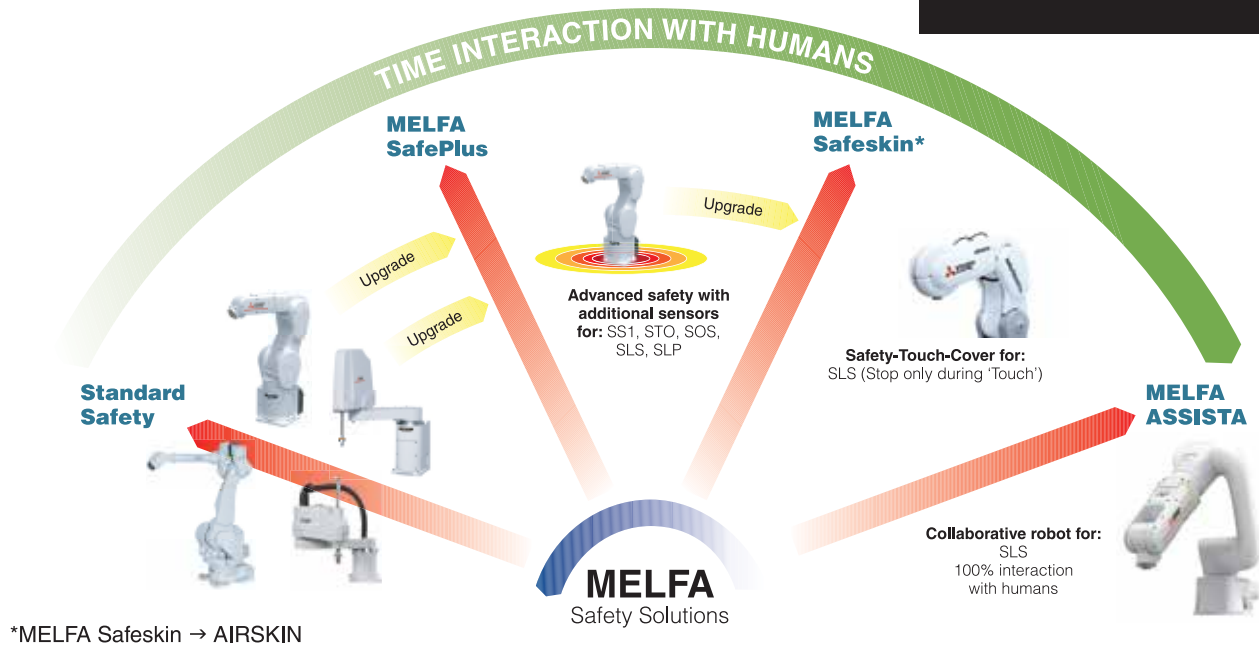 TIME INTERACTION WITH HUMANS
MELFA
SafePlus
MELFA
Safeskin*
Upgrade
Upgrade
Upgrade
Advanced safety with
additional sensors
for: SS1, STO, SOS,
SLS, SLP
Safety-Touch-Cover for:
SLS (Stop only during ‘Touch’)
Standard
Safety
MELFA
ASSISTA
Collaborative robot for:
SLS
100% interaction
with humans
MELFA
Safety Solutions
*MELFA Safeskin → AIRSKIN